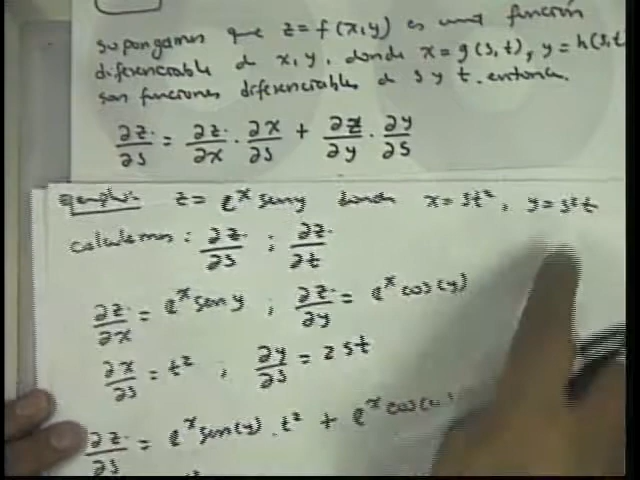 supongamos que z = f(x,y) es una función
diferenciable de x, y, donde x = g(s,t), y = h(s,t
son funciones diferenciables de s y t. entonces
∂z/∂s = ∂z/∂x · ∂x/∂s + ∂z/∂y · ∂y/∂s
ejemplo: z = e^x sen y donde x = st², y = s²t
calculemos: ∂z/∂s ; ∂z/∂t
∂z/∂x = e^x sen y ; ∂z/∂y = e^x cos(y)
∂x/∂s = t² , ∂y/∂s = 2st
∂z/∂s = e^x sen(y) · t² + e^x cos(